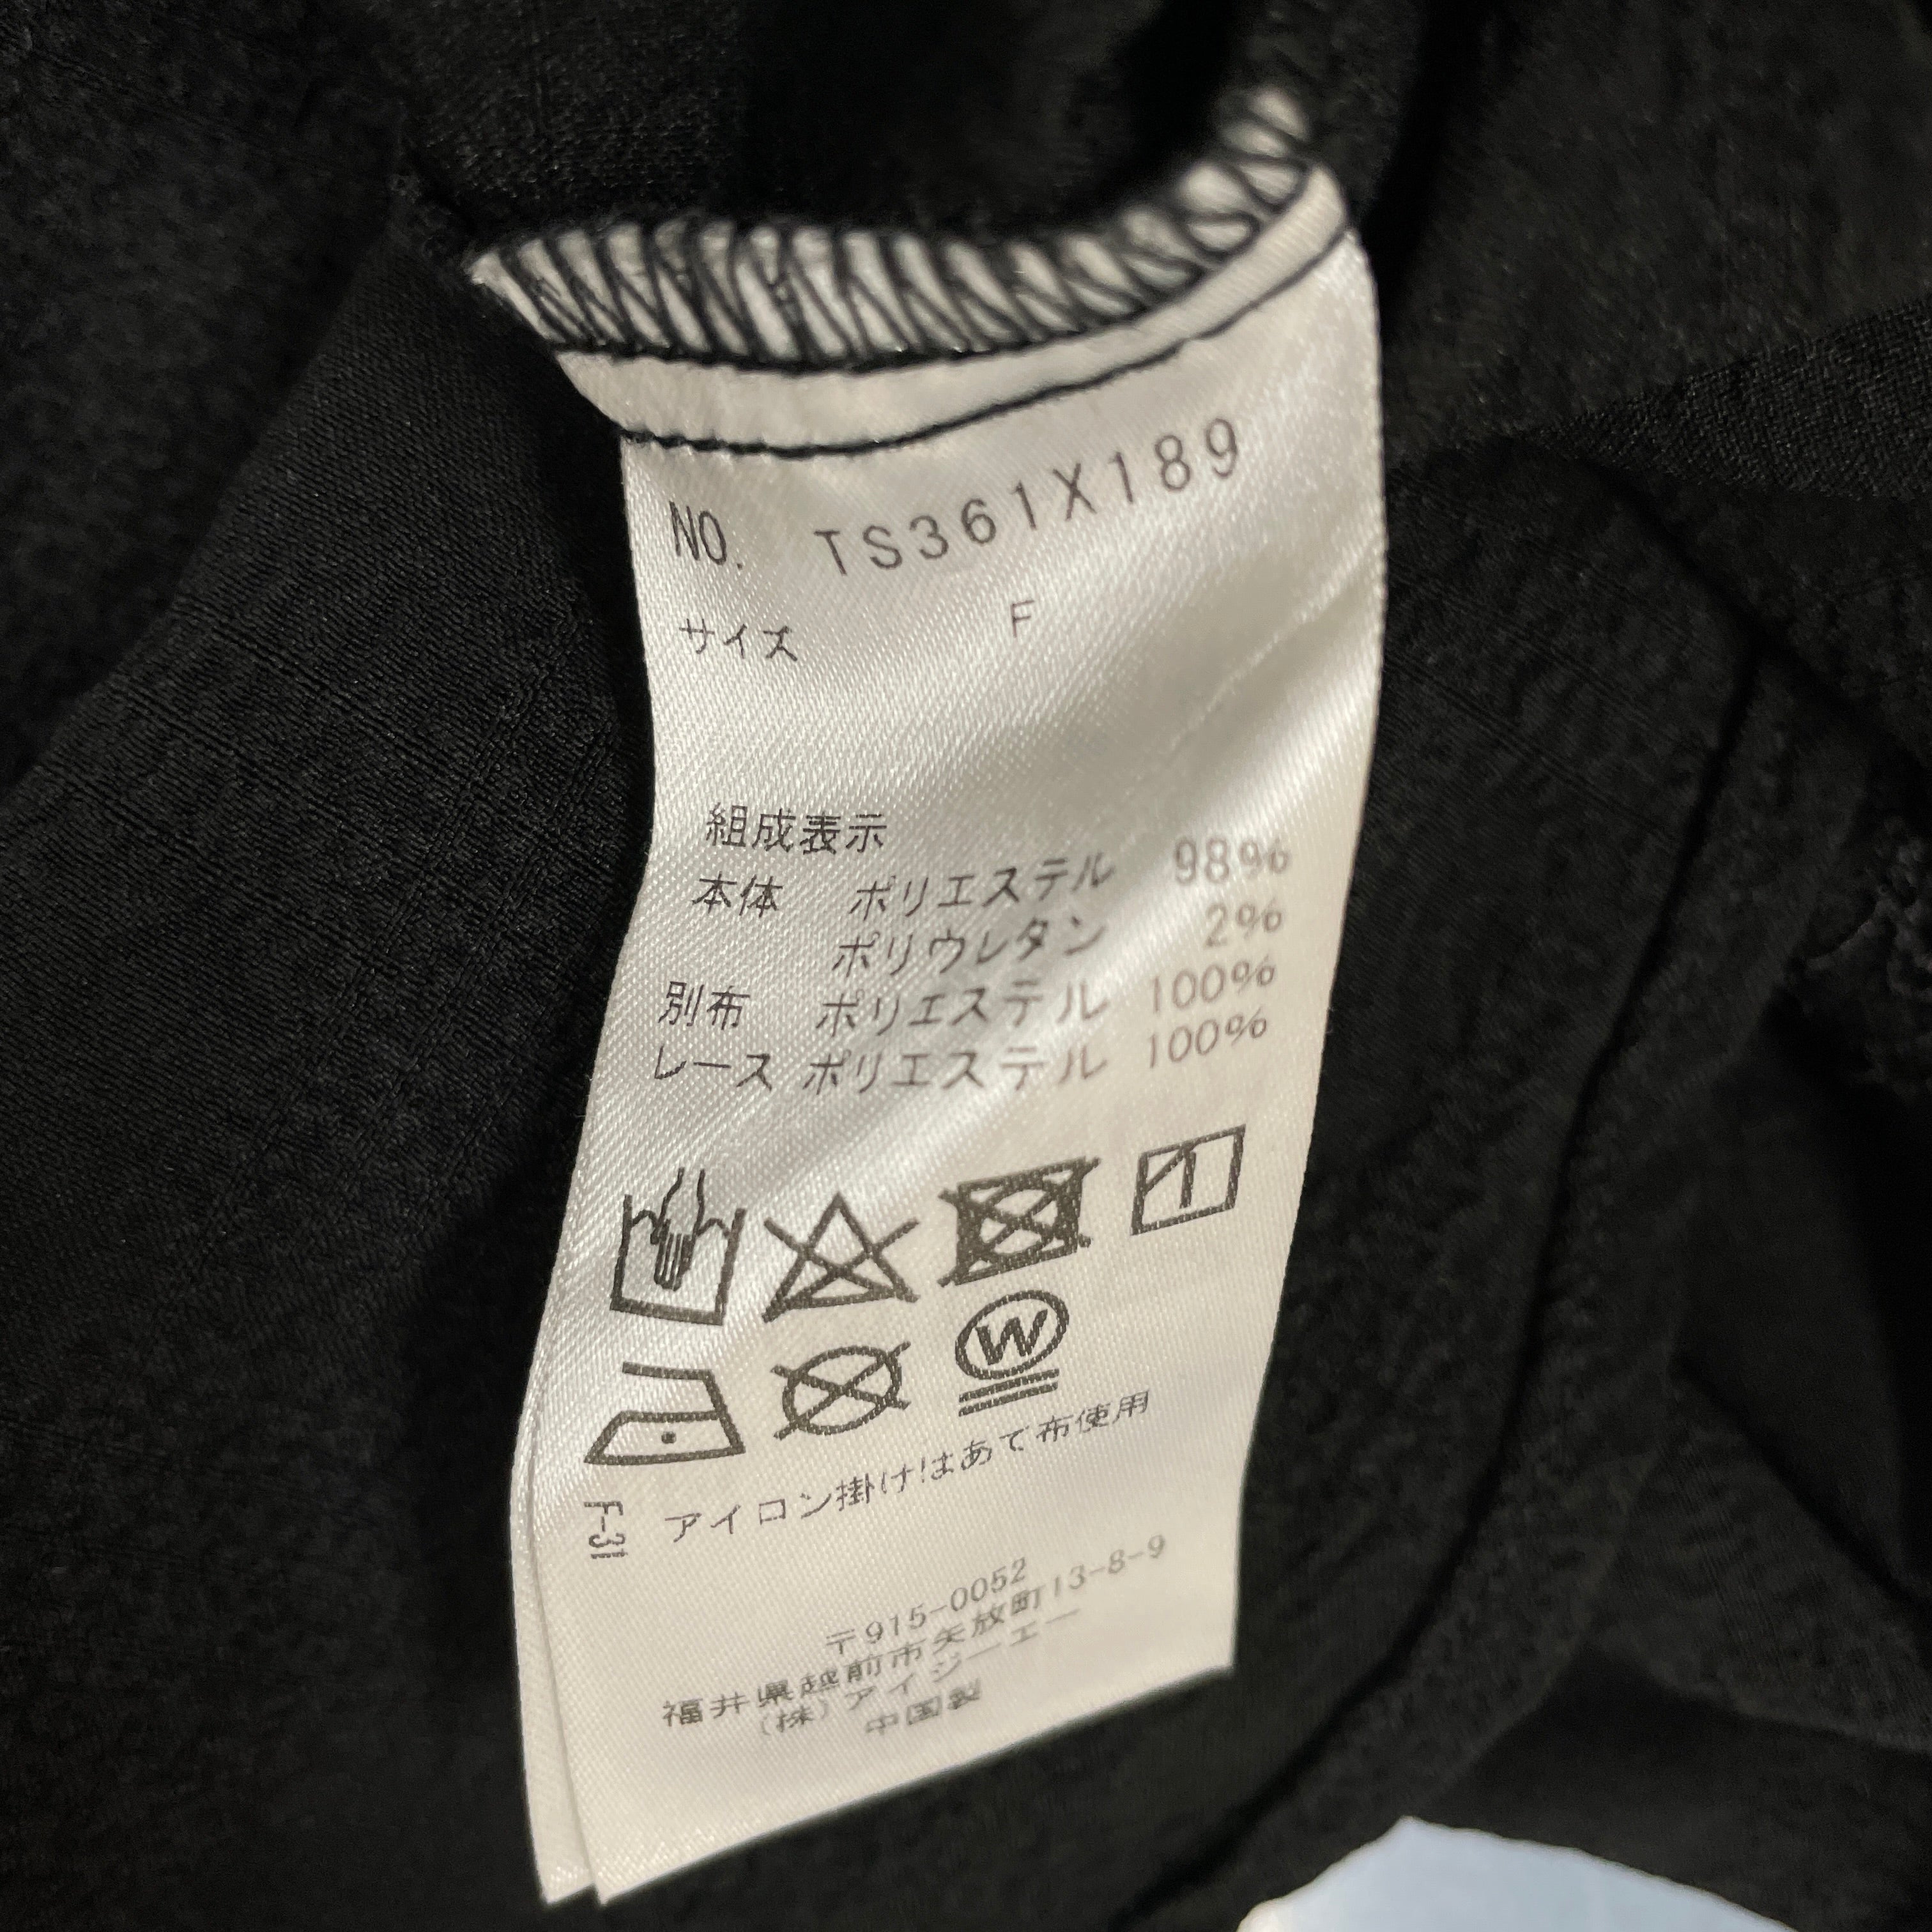 NO. TS361X189
サイズ F
組成表示
本体 ポリエステル 98%
ポリウレタン 2%
別布 ポリエステル 100%
レース ポリエステル 100%
W
アイロン掛けはあて布使用
F-31
〒915-0052
福井県越前市矢放町13-8-9
(株)アイジーエー
中国製